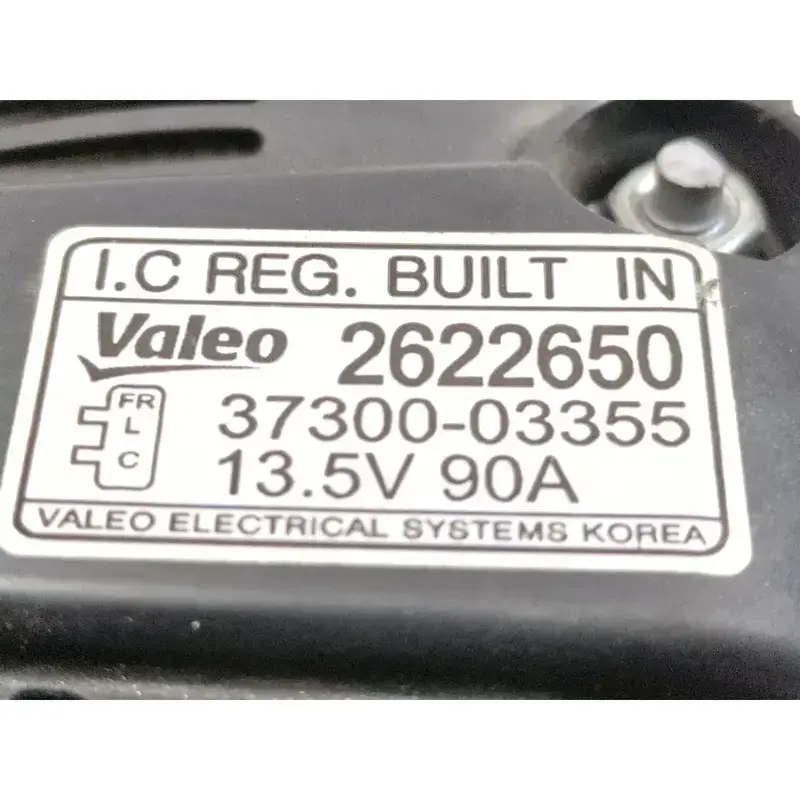 I.C REG. BUILT IN
Valeo 2622650
FR 37300-03355
L
C 13.5V 90A
VALEO ELECTRICAL SYSTEMS KOREA